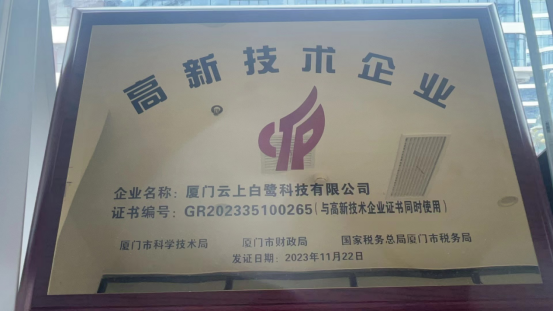 高新技术企业
企业名称：厦门云上白鹭科技有限公司
证书编号：GR202335100265（与高新技术企业证书同时使用）
厦门市科学技术局 厦门市财政局 国家税务总局厦门市税务局
发证日期：2023年11月22日